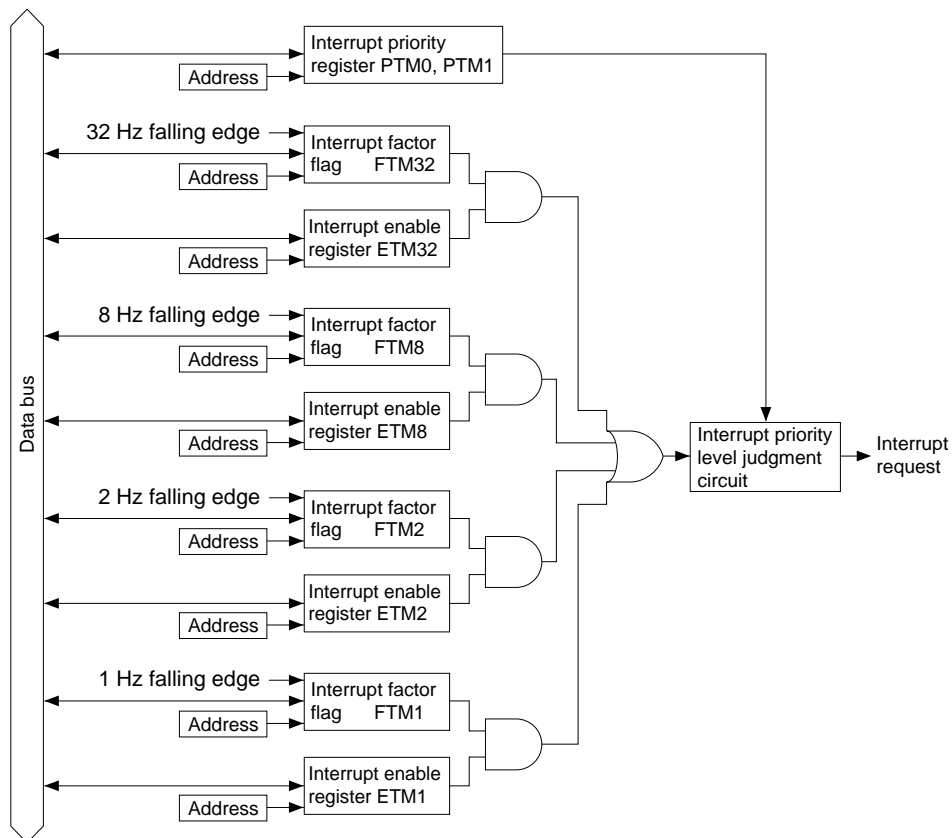 Data bus
Interrupt priority
register PTM0, PTM1
Address
32 Hz falling edge
Interrupt factor
flag FTM32
Address
Interrupt enable
register ETM32
Address
8 Hz falling edge
Interrupt factor
flag FTM8
Address
Interrupt enable
register ETM8
Address
Interrupt priority
level judgment
circuit
Interrupt
request
2 Hz falling edge
Interrupt factor
flag FTM2
Address
Interrupt enable
register ETM2
Address
1 Hz falling edge
Interrupt factor
flag FTM1
Address
Interrupt enable
register ETM1
Address